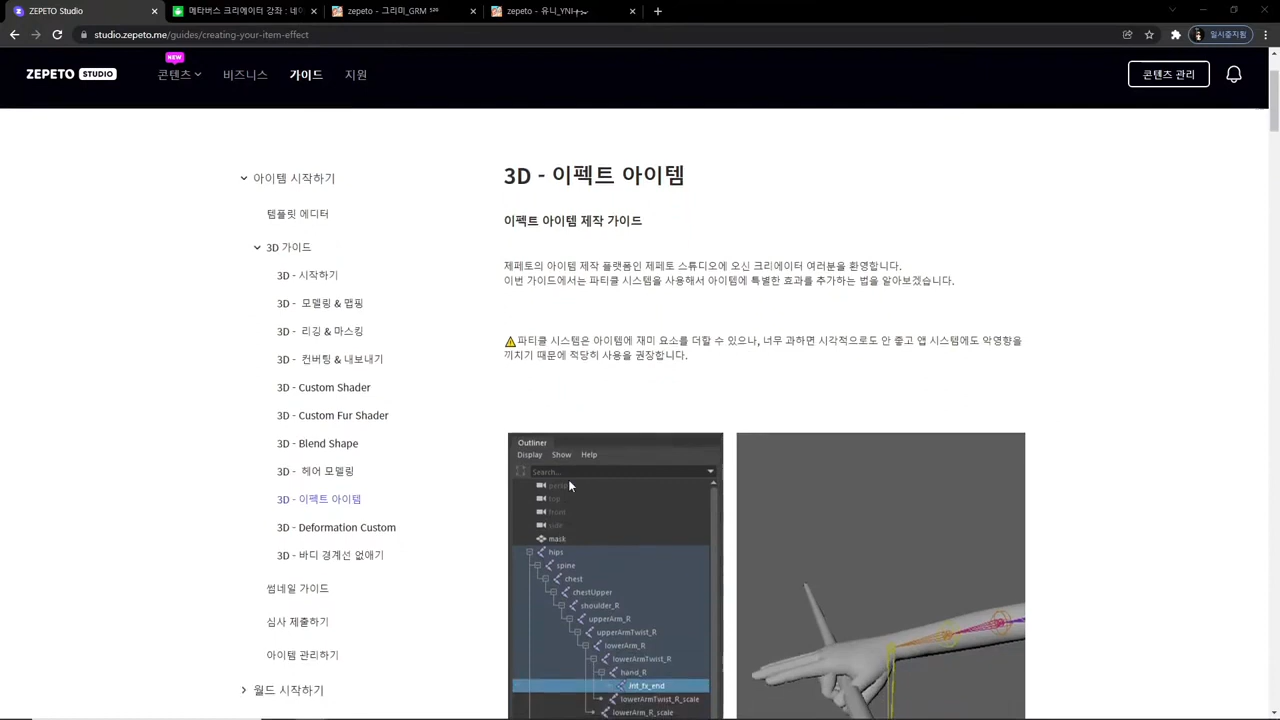 ZEPETO Studio
메타버스 크리에이터 강좌 : 네이
zepeto - 그리미_GRM
zepeto - 유니_YNI
studio.zepeto.me/guides/creating-your-item-effect
일시중지됨
ZEPETO STUDIO
NEW
콘텐츠
비즈니스
가이드
지원
콘텐츠 관리
아이템 시작하기
템플릿 에디터
3D 가이드
3D - 시작하기
3D - 모델링 & 맵핑
3D - 리깅 & 마스킹
3D - 컨버팅 & 내보내기
3D - Custom Shader
3D - Custom Fur Shader
3D - Blend Shape
3D - 헤어 모델링
3D - 이펙트 아이템
3D - Deformation Custom
3D - 바디 경계선 없애기
썸네일 가이드
심사 제출하기
아이템 관리하기
월드 시작하기
3D - 이펙트 아이템
이펙트 아이템 제작 가이드
제페토의 아이템 제작 플랫폼인 제페토 스튜디오에 오신 크리에이터 여러분을 환영합니다.
이번 가이드에서는 파티클 시스템을 사용해서 아이템에 특별한 효과를 추가하는 법을 알아보겠습니다.
파티클 시스템은 아이템에 재미 요소를 더할 수 있으나, 너무 과하면 시각적으로도 안 좋고 앱 시스템에도 악영향을
끼치기 때문에 적당히 사용을 권장합니다.
Outliner
Display Show Help
Search...
top
front
side
mask
hips
spine
chest
chestUpper
shoulder_R
upperArm_R
upperArmTwist_R
lowerArm_R
lowerArmTwist_R
hand_R
lowerArmTwist_R_scale
lowerArm_R_scale